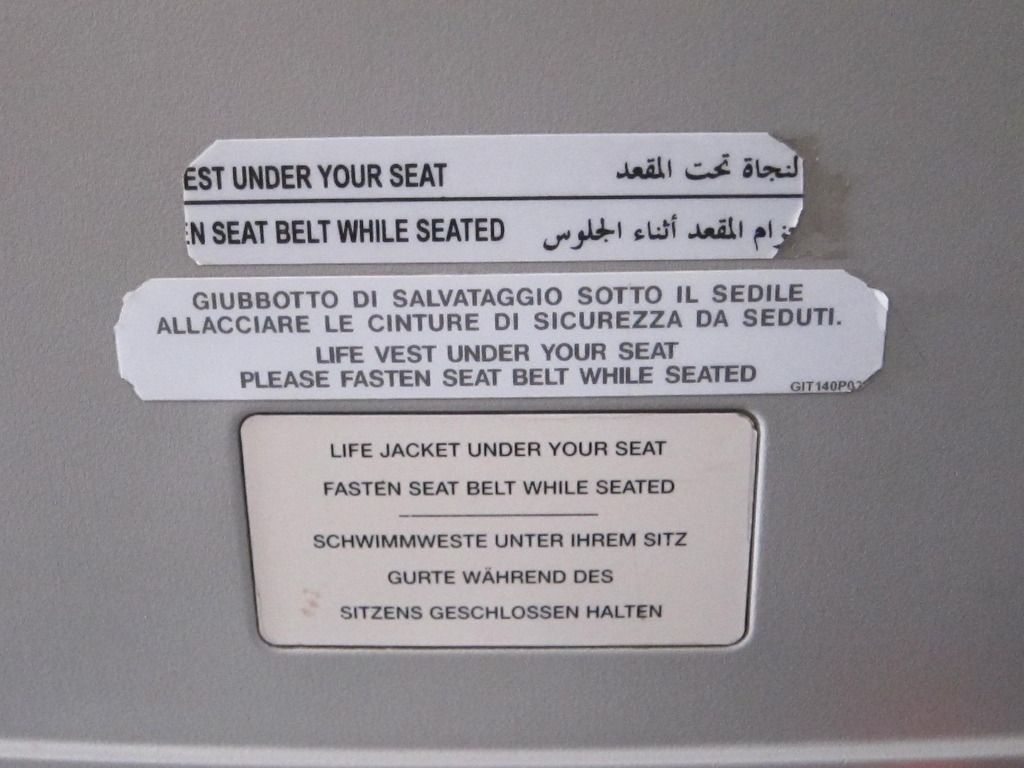 EST UNDER YOUR SEAT لنجاة تحت المقعد
N SEAT BELT WHILE SEATED زام المقعد أثناء الجلوس
GIUBBOTTO DI SALVATAGGIO SOTTO IL SEDILE
ALLACCIARE LE CINTURE DI SICUREZZA DA SEDUTI.
LIFE VEST UNDER YOUR SEAT
PLEASE FASTEN SEAT BELT WHILE SEATED
GIT140P02
LIFE JACKET UNDER YOUR SEAT
FASTEN SEAT BELT WHILE SEATED
SCHWIMMWESTE UNTER IHREM SITZ
GURTE WÄHREND DES
SITZENS GESCHLOSSEN HALTEN